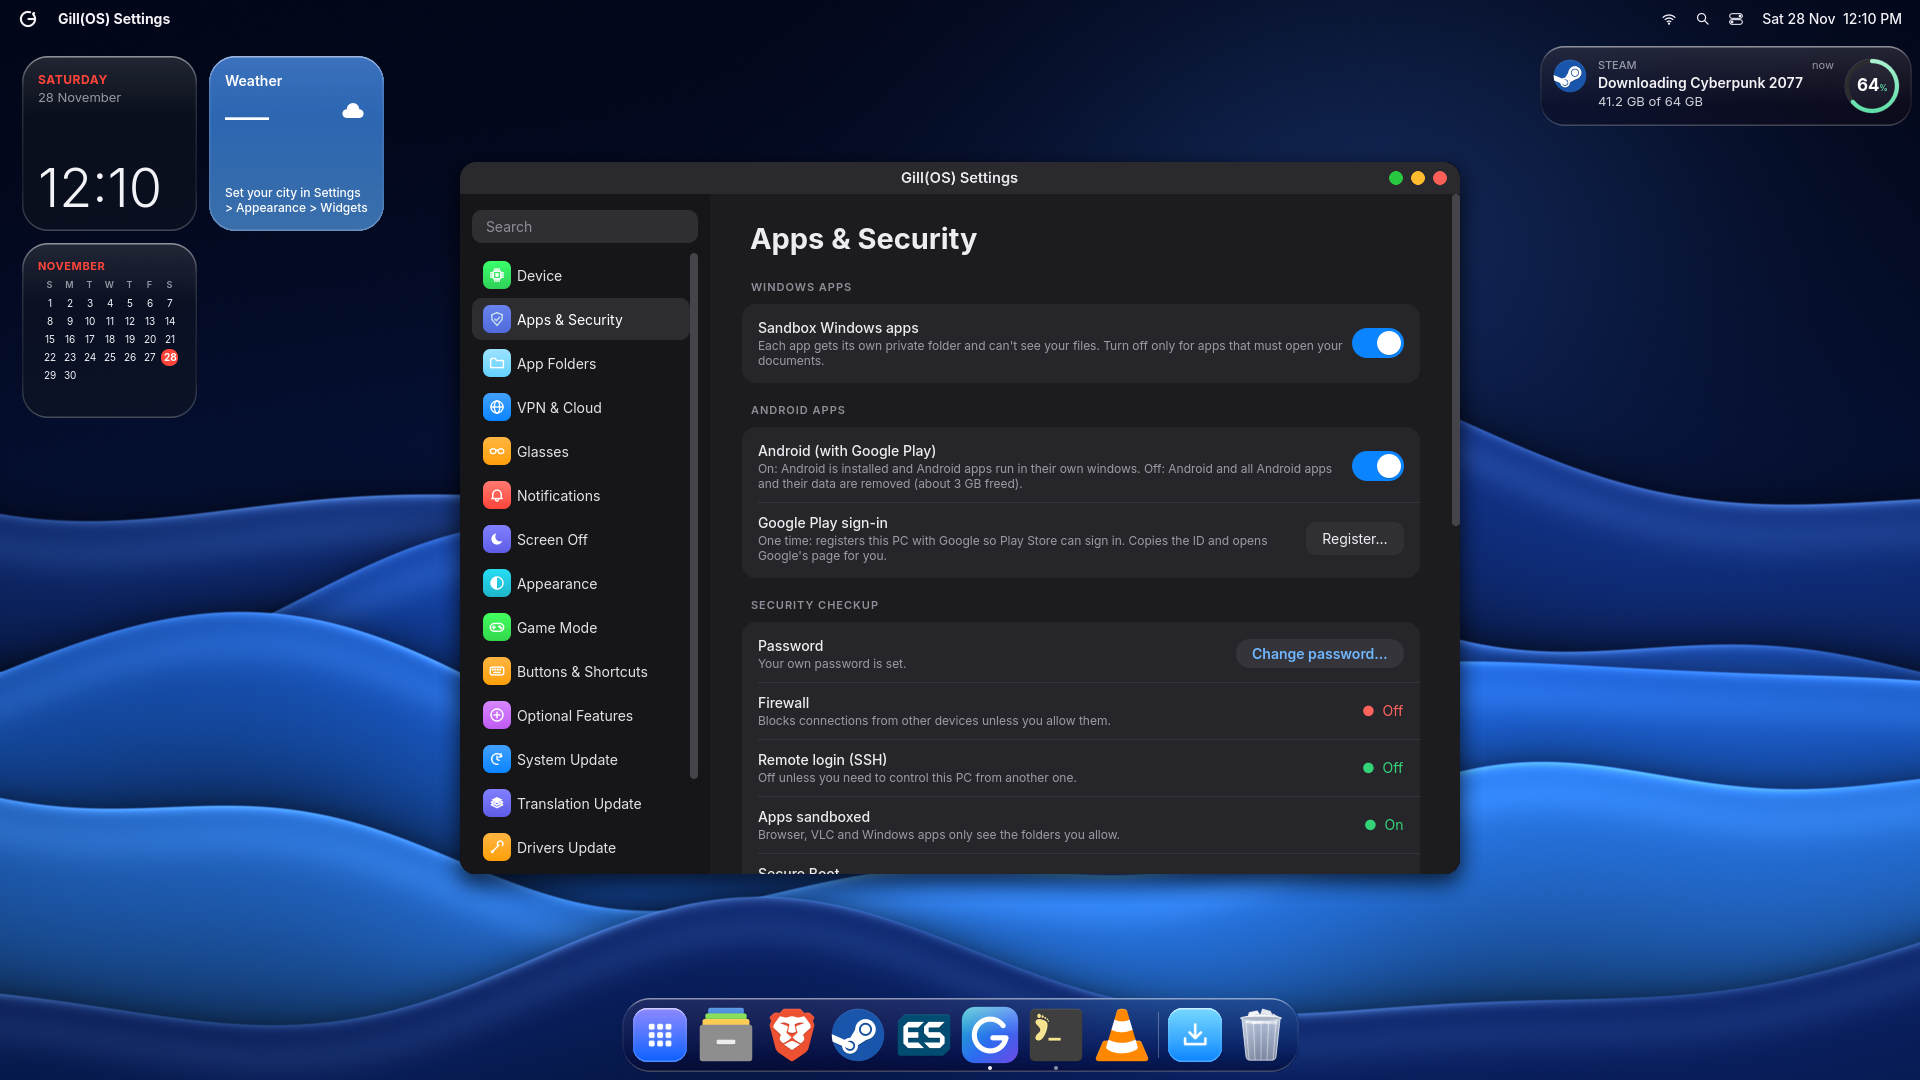 Gill(OS) Settings
Sat 28 Nov 12:10 PM
SATURDAY
28 November
12:10
Weather
Set your city in Settings
> Appearance > Widgets
NOVEMBER
S M T W T F S
1 2 3 4 5 6 7
8 9 10 11 12 13 14
15 16 17 18 19 20 21
22 23 24 25 26 27 28
29 30
STEAM now
Downloading Cyberpunk 2077
41.2 GB of 64 GB
64%
Gill(OS) Settings
Search
Device
Apps & Security
App Folders
VPN & Cloud
Glasses
Notifications
Screen Off
Appearance
Game Mode
Buttons & Shortcuts
Optional Features
System Update
Translation Update
Drivers Update
Apps & Security
WINDOWS APPS
Sandbox Windows apps
Each app gets its own private folder and can't see your files. Turn off only for apps that must open your
documents.
ANDROID APPS
Android (with Google Play)
On: Android is installed and Android apps run in their own windows. Off: Android and all Android apps
and their data are removed (about 3 GB freed).
Google Play sign-in
One time: registers this PC with Google so Play Store can sign in. Copies the ID and opens
Google's page for you.
Register...
SECURITY CHECKUP
Password
Your own password is set.
Change password...
Firewall
Blocks connections from other devices unless you allow them.
Off
Remote login (SSH)
Off unless you need to control this PC from another one.
Off
Apps sandboxed
Browser, VLC and Windows apps only see the folders you allow.
On
Secure Boot
ES